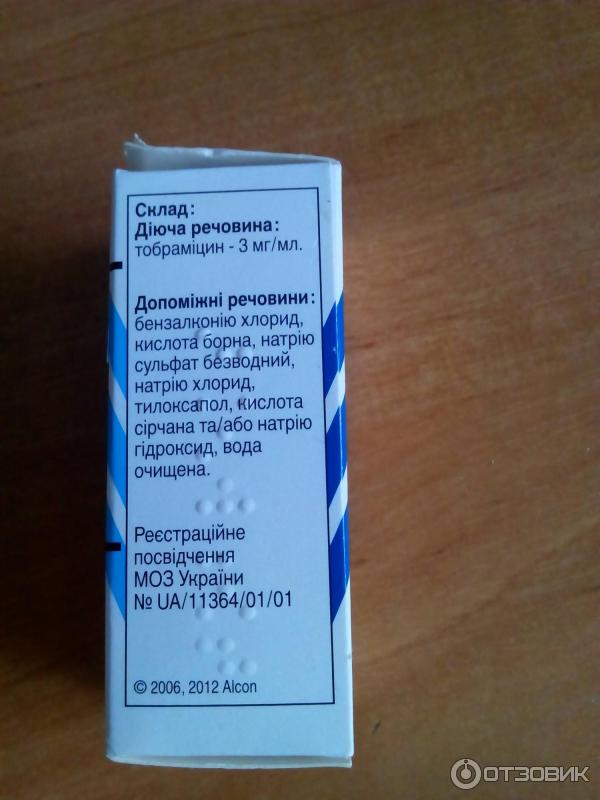 Склад:
Діюча речовина:
тобраміцин - 3 мг/мл.
Допоміжні речовини:
бензалконію хлорид,
кислота борна, натрію
сульфат безводний,
натрію хлорид,
тилоксапол, кислота
сірчана та/або натрію
гідроксид, вода
очищена.
Реєстраційне
посвідчення
МОЗ України
№ UA/11364/01/01
© 2006, 2012 Alcon
ОТЗОВИК